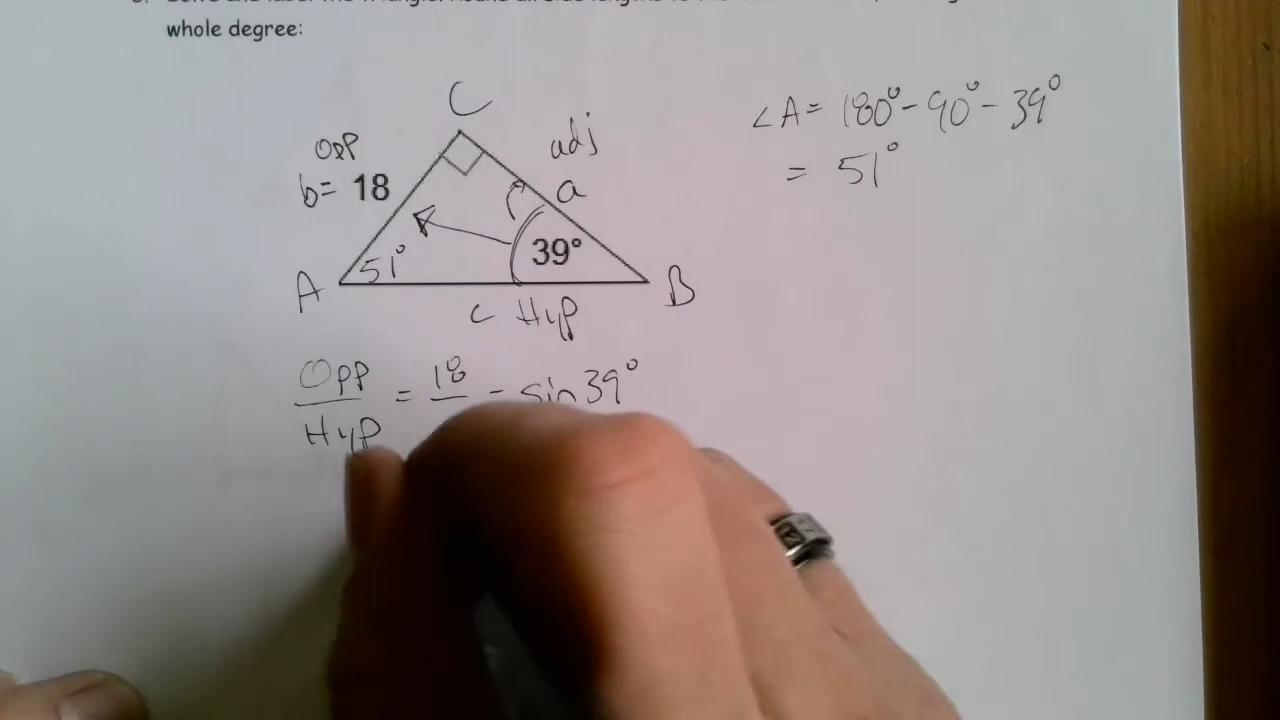 whole degree:
C
∠A = 180° - 90° - 39°
Opp
adj
= 51°
b = 18
a
39°
51°
A
B
c Hyp
Opp
18
= = sin 39°
Hyp